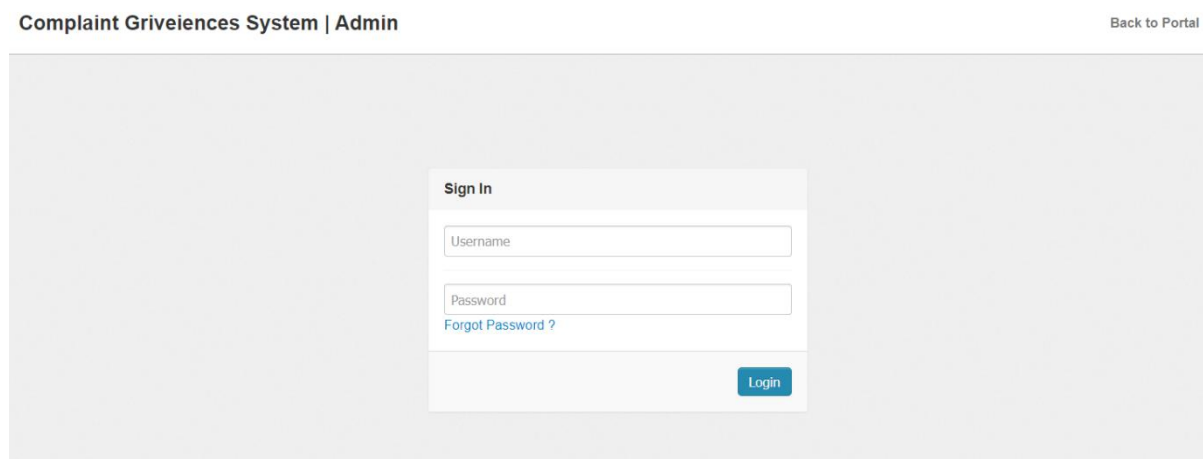 Complaint Griveiences System | Admin
Back to Portal
Sign In
Username
Password
Forgot Password ?
Login